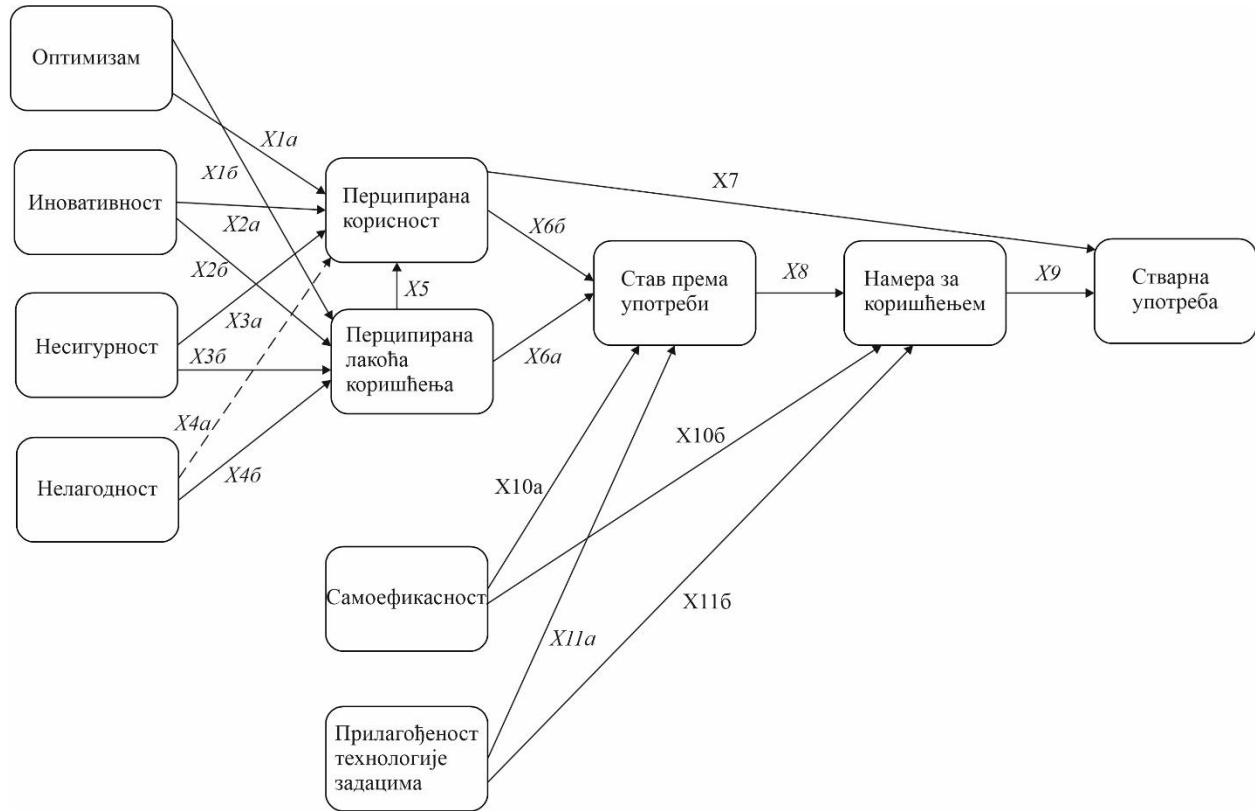 Оптимизам
X1а
X1б
Иновативност
X2а
X2б
Перципирана
корисност
X7
X6б
X5
Несигурност
X3а
X3б
Перципирана
лакоћа
коришћења
X6а
Став према
употреби
X8
Намера за
коришћењем
X9
Стварна
употреба
X4а
X4б
Нелагодност
X10а
X10б
Самоефикасност
X11а
X11б
Прилагођеност
технологије
задацима